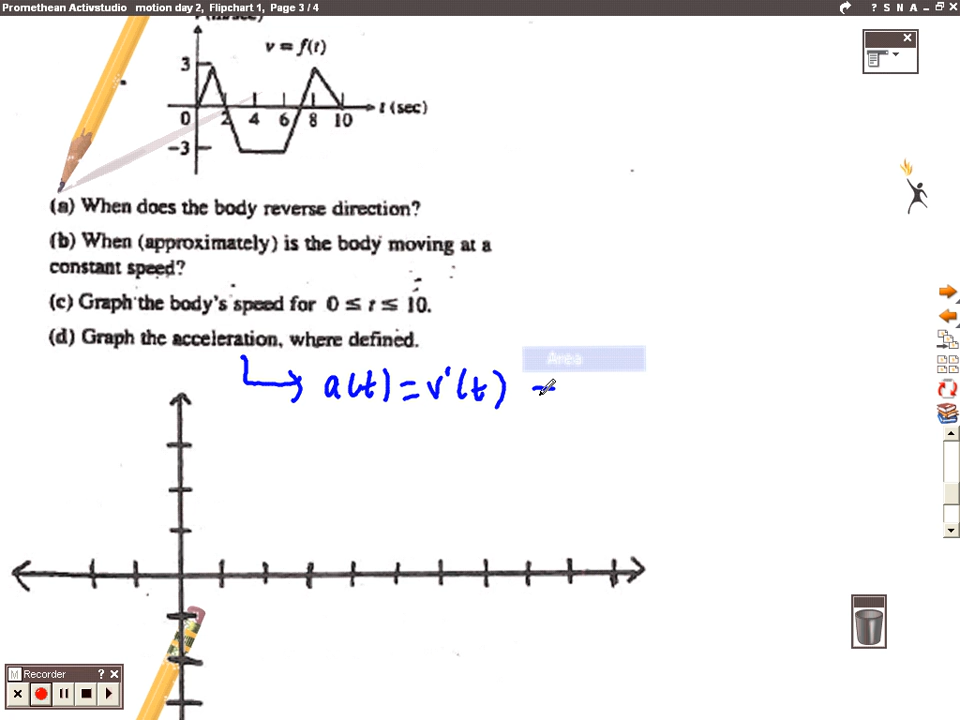 Promethean Activstudio motion day 2, Flipchart 1, Page 3 / 4
? S N A
v = f(t)
3
0 2 4 6 8 10 t (sec)
−3
(a) When does the body reverse direction?
(b) When (approximately) is the body moving at a
constant speed?
(c) Graph the body's speed for 0 ≤ t ≤ 10.
(d) Graph the acceleration, where defined.
Area
a(t) = v'(t)
M Recorder ?